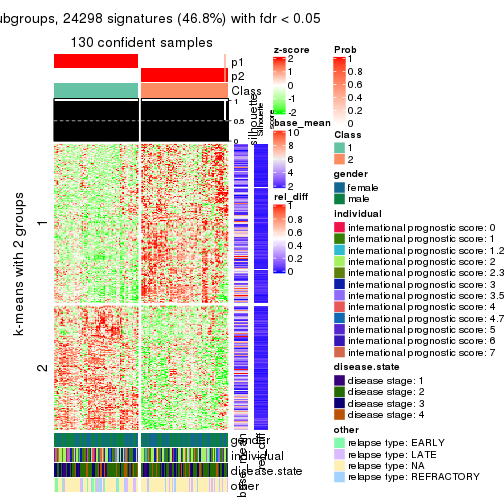 ubgroups, 24298 signatures (46.8%) with fdr < 0.05
130 confident samples
p1
p2
Class
1
0.5
0
silhouette
Silhouette
score
k-means with 2 groups
1
2
gender
individual
disease.state
other
base_mean
rel_diff
z-score
2
1
0
-1
-2
base_mean
10
8
6
4
2
rel_diff
1
0.8
0.6
0.4
0.2
0
Prob
1
0.8
0.6
0.4
0.2
0
Class
1
2
gender
female
male
individual
international prognostic score: 0
international prognostic score: 1
international prognostic score: 1.2
international prognostic score: 2
international prognostic score: 2.3
international prognostic score: 3
international prognostic score: 3.5
international prognostic score: 4
international prognostic score: 4.7
international prognostic score: 5
international prognostic score: 6
international prognostic score: 7
disease.state
disease stage: 1
disease stage: 2
disease stage: 3
disease stage: 4
other
relapse type: EARLY
relapse type: LATE
relapse type: NA
relapse type: REFRACTORY